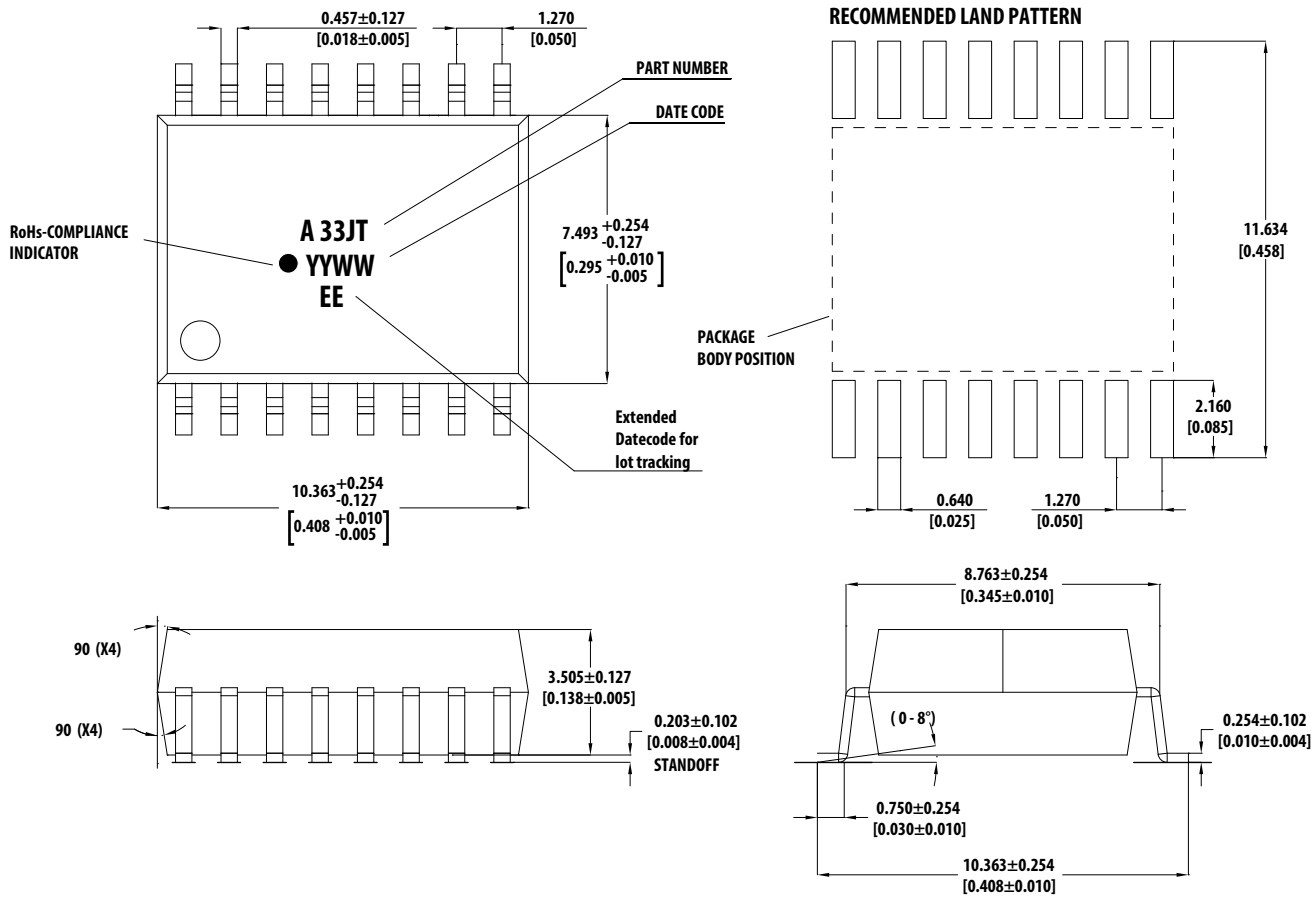 0.457±0.127
[0.018±0.005]
1.270
[0.050]
PART NUMBER
DATE CODE
RoHs-COMPLIANCE
INDICATOR
A 33JT
YYWW
EE
7.493 +0.254
-0.127
[0.295 +0.010
-0.005]
Extended
Datecode for
lot tracking
10.363 +0.254
-0.127
[0.408 +0.010
-0.005]
RECOMMENDED LAND PATTERN
11.634
[0.458]
PACKAGE
BODY POSITION
2.160
[0.085]
0.640
[0.025]
1.270
[0.050]
90 (X4)
90 (X4)
3.505±0.127
[0.138±0.005]
0.203±0.102
[0.008±0.004]
STANDOFF
8.763±0.254
[0.345±0.010]
( 0 - 8°)
0.254±0.102
[0.010±0.004]
0.750±0.254
[0.030±0.010]
10.363±0.254
[0.408±0.010]